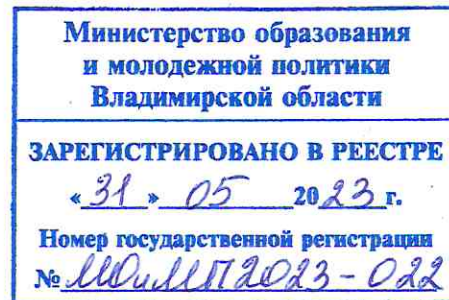 Министерство образования
и молодежной политики
Владимирской области
ЗАРЕГИСТРИРОВАНО В РЕЕСТРЕ
«31» 05 2023 г.
Номер государственной регистрации
№ МОиМП2023-022